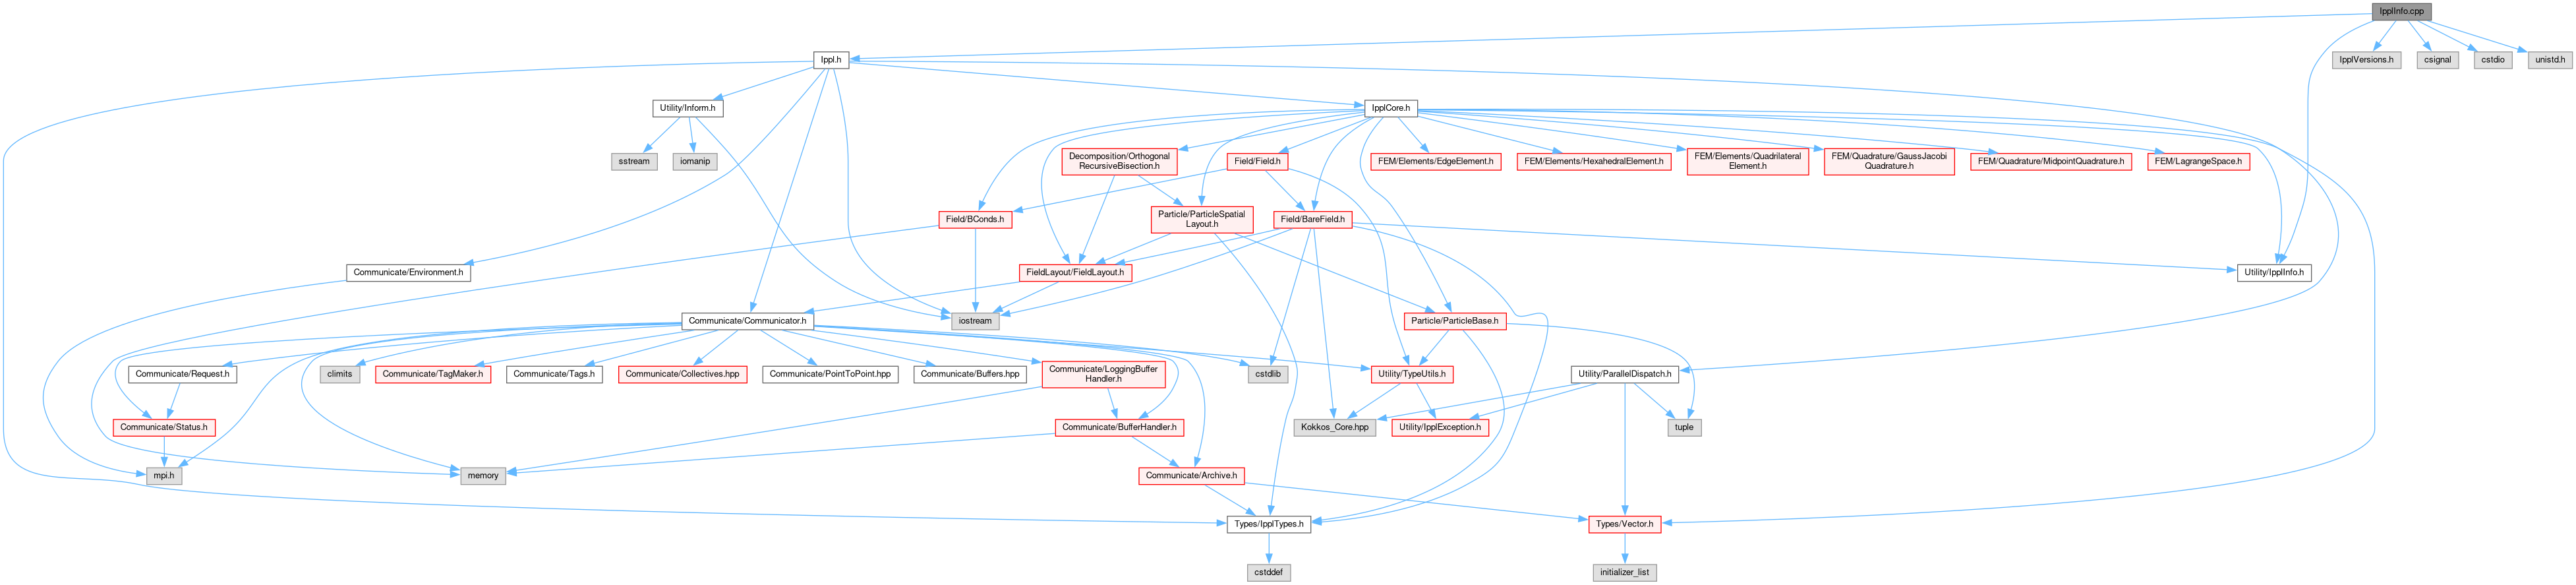 IpplInfo.cpp
Ippl.h
IpplVersions.h
csignal
cstdio
unistd.h
Utility/Inform.h
IpplCore.h
sstream
iomanip
Decomposition/Orthogonal
RecursiveBisection.h
Field/Field.h
FEM/Elements/EdgeElement.h
FEM/Elements/HexahedralElement.h
FEM/Elements/Quadrilateral
Element.h
FEM/Quadrature/GaussJacobi
Quadrature.h
FEM/Quadrature/MidpointQuadrature.h
FEM/LagrangeSpace.h
Field/BConds.h
Particle/ParticleSpatial
Layout.h
Field/BareField.h
Communicate/Environment.h
FieldLayout/FieldLayout.h
Utility/IpplInfo.h
Communicate/Communicator.h
iostream
Particle/ParticleBase.h
Communicate/Request.h
climits
Communicate/TagMaker.h
Communicate/Tags.h
Communicate/Collectives.hpp
Communicate/PointToPoint.hpp
Communicate/Buffers.hpp
Communicate/LoggingBuffer
Handler.h
cstdlib
Utility/TypeUtils.h
Utility/ParallelDispatch.h
Communicate/Status.h
Communicate/BufferHandler.h
Kokkos_Core.hpp
Utility/IpplException.h
tuple
mpi.h
memory
Communicate/Archive.h
Types/IpplTypes.h
Types/Vector.h
cstddef
initializer_list